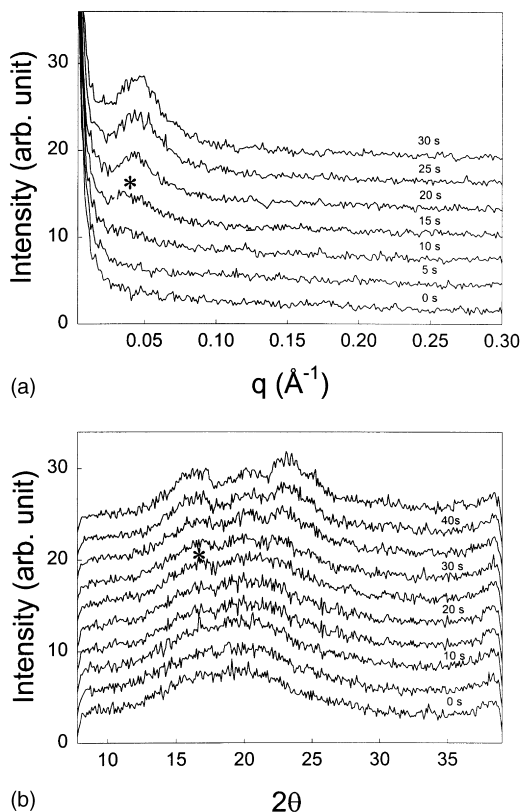 Intensity (arb. unit)
30
20
10
0
30 s
25 s
20 s
15 s
10 s
5 s
0 s
*
0.05 0.10 0.15 0.20 0.25 0.30
(a)
q (Å⁻¹)
Intensity (arb. unit)
30
20
10
0
40s
30 s
20 s
10 s
0 s
*
10 15 20 25 30 35
(b)
2θ